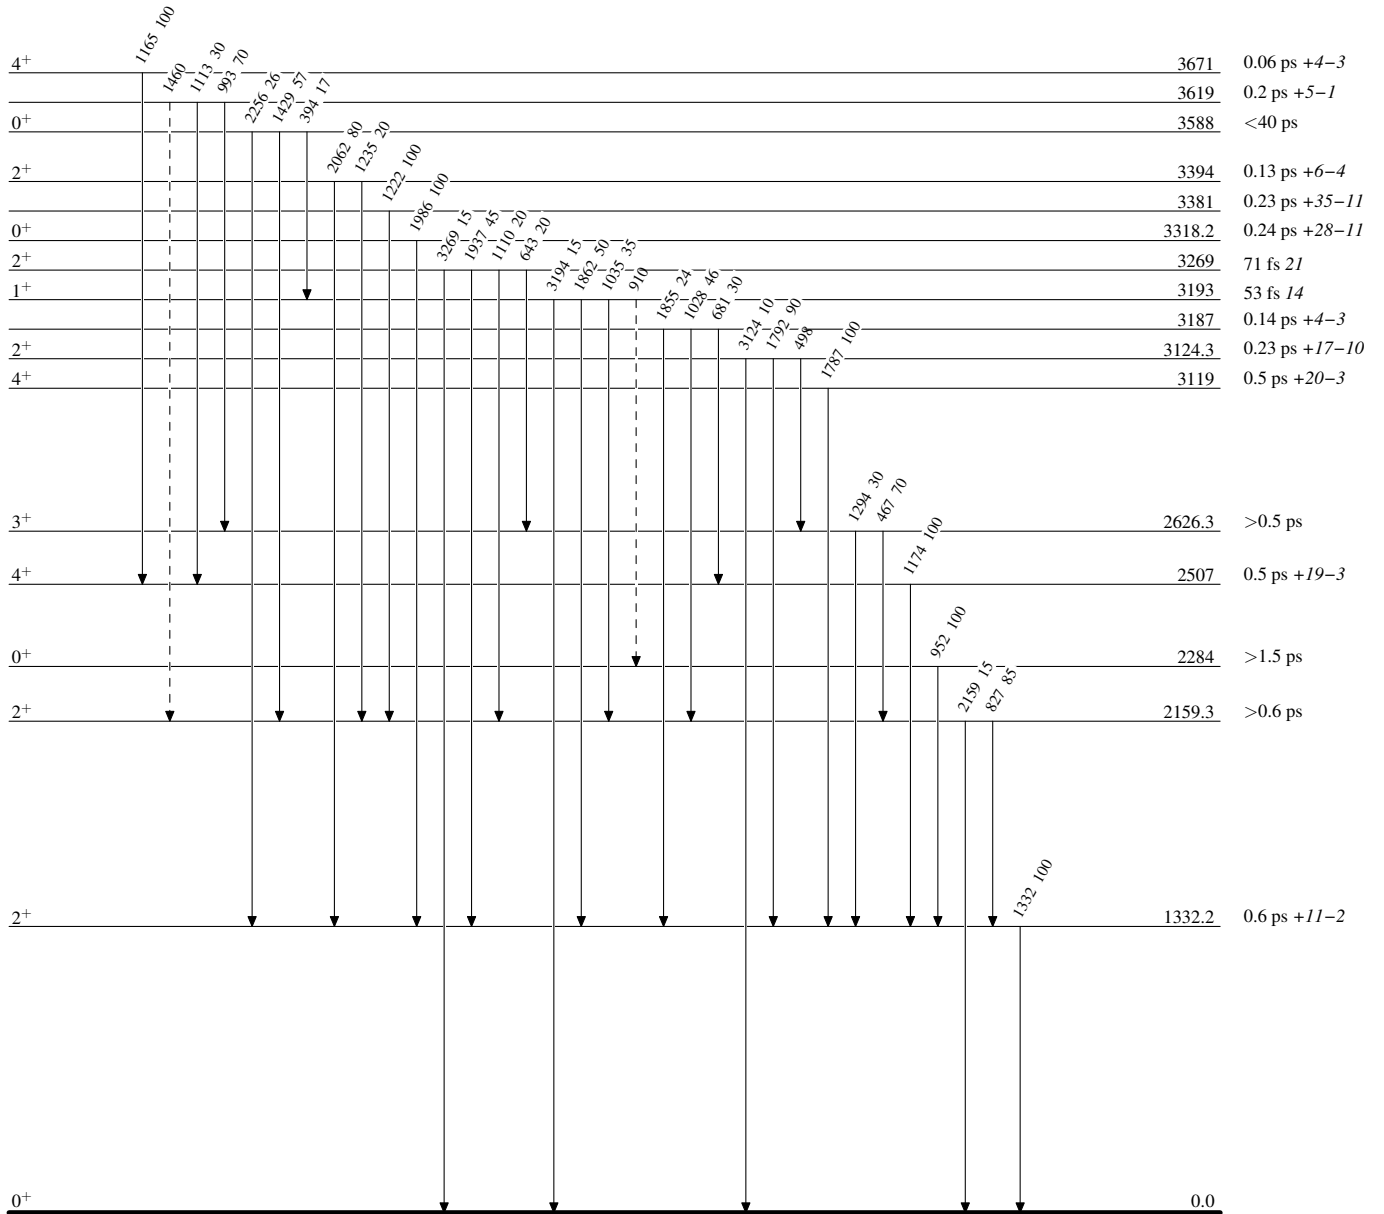 1165 100
1460
1113 30
993 70
2256 26
1429 57
394 17
2062 80
1235 20
1222 100
1986 100
3269 15
1937 45
1110 20
643 20
3194 15
1862 50
1035 35
910
1855 24
1028 46
681 30
3124 10
1792 90
498
1787 100
1294 30
467 70
1174 100
952 100
2159 15
827 85
1332 100
4+ 3671 0.06 ps +4−3
3619 0.2 ps +5−1
0+ 3588 <40 ps
2+ 3394 0.13 ps +6−4
3381 0.23 ps +35−11
0+ 3318.2 0.24 ps +28−11
2+ 3269 71 fs 21
1+ 3193 53 fs 14
3187 0.14 ps +4−3
2+ 3124.3 0.23 ps +17−10
4+ 3119 0.5 ps +20−3
3+ 2626.3 >0.5 ps
4+ 2507 0.5 ps +19−3
0+ 2284 >1.5 ps
2+ 2159.3 >0.6 ps
2+ 1332.2 0.6 ps +11−2
0+ 0.0